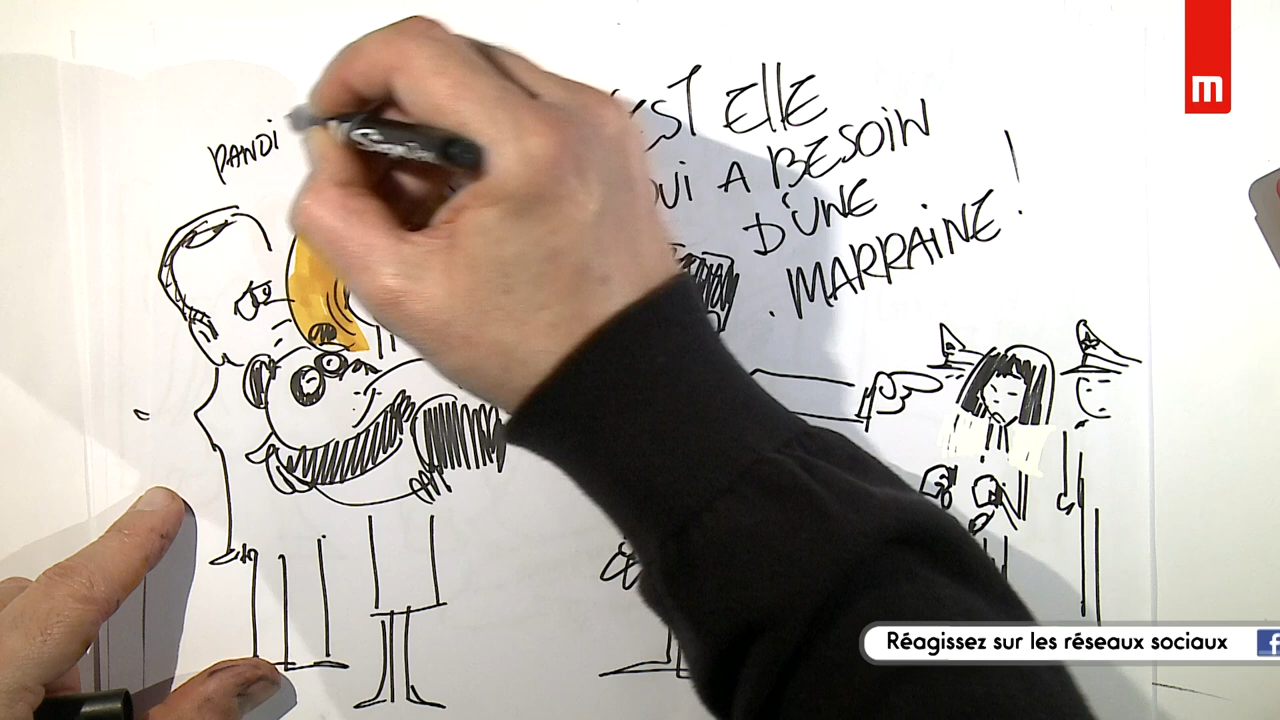 PANDI
EST ELLE
QUI A BESOIN
D'UNE
MARRAINE !
m
Réagissez sur les réseaux sociaux f